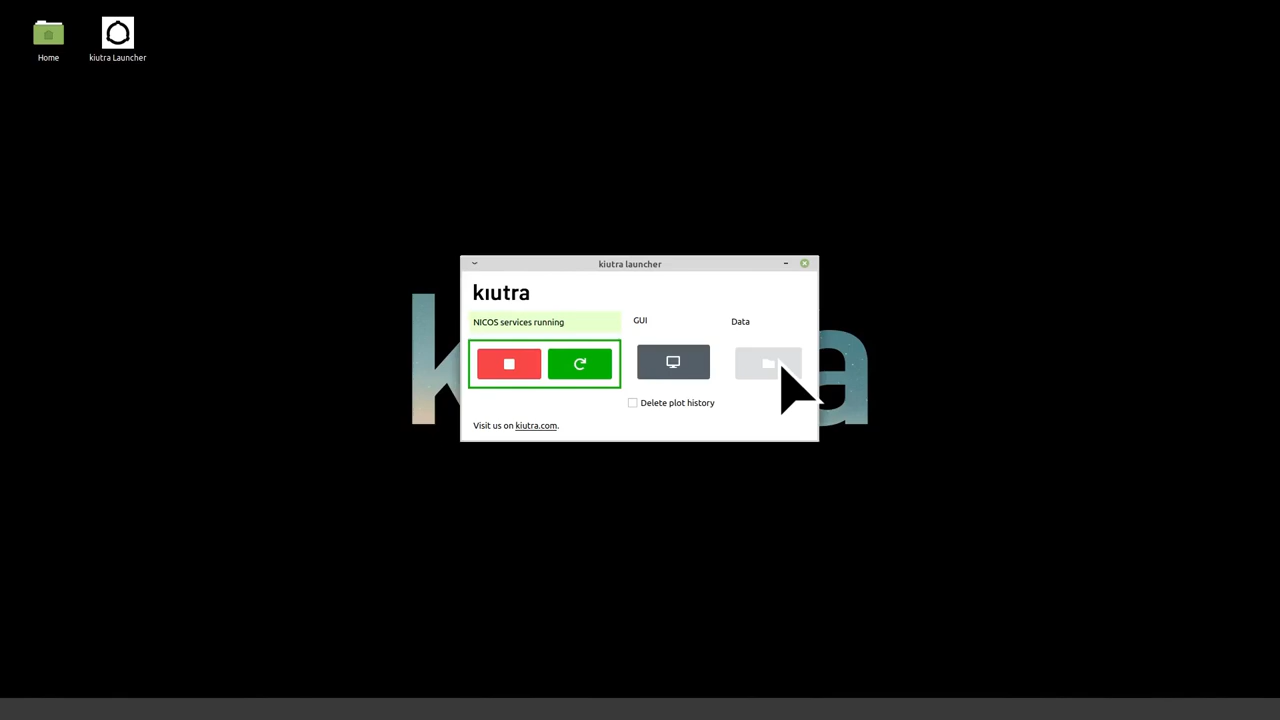 Home
kiutra Launcher
kiutra launcher
kiutra
NICOS services running
GUI
Data
Delete plot history
Visit us on kiutra.com.